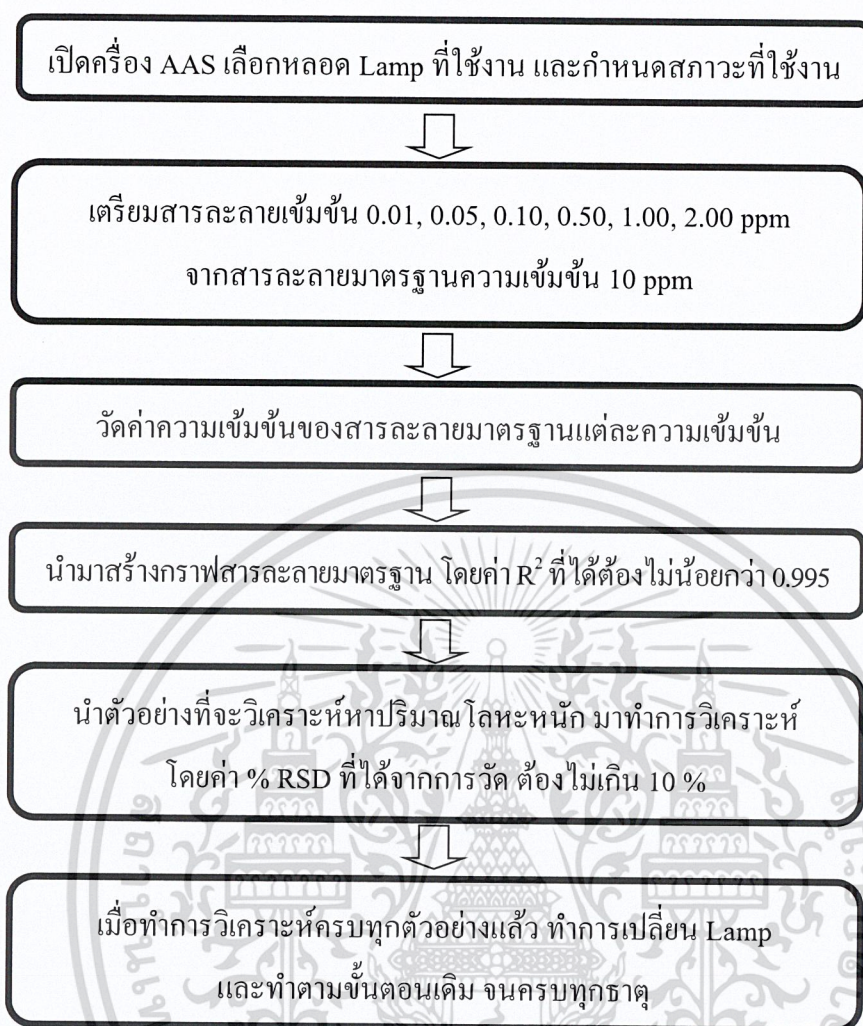 เปิดครื่อง AAS เลือกหลอด Lamp ที่ใช้งาน และกำหนดสภาวะที่ใช้งาน
เตรียมสารละลายเข้มข้น 0.01, 0.05, 0.10, 0.50, 1.00, 2.00 ppm
จากสารละลายมาตรฐานความเข้มข้น 10 ppm
วัดค่าความเข้มข้นของสารละลายมาตรฐานแต่ละความเข้มข้น
นำมาสร้างกราฟสารละลายมาตรฐาน โดยค่า R² ที่ได้ต้องไม่น้อยกว่า 0.995
นำตัวอย่างที่จะวิเคราะห์หาปริมาณโลหะหนัก มาทำการวิเคราะห์
โดยค่า % RSD ที่ได้จากการวัด ต้องไม่เกิน 10 %
เมื่อทำการวิเคราะห์ครบทุกตัวอย่างแล้ว ทำการเปลี่ยน Lamp
และทำตามขั้นตอนเดิม จนครบทุกธาตุ